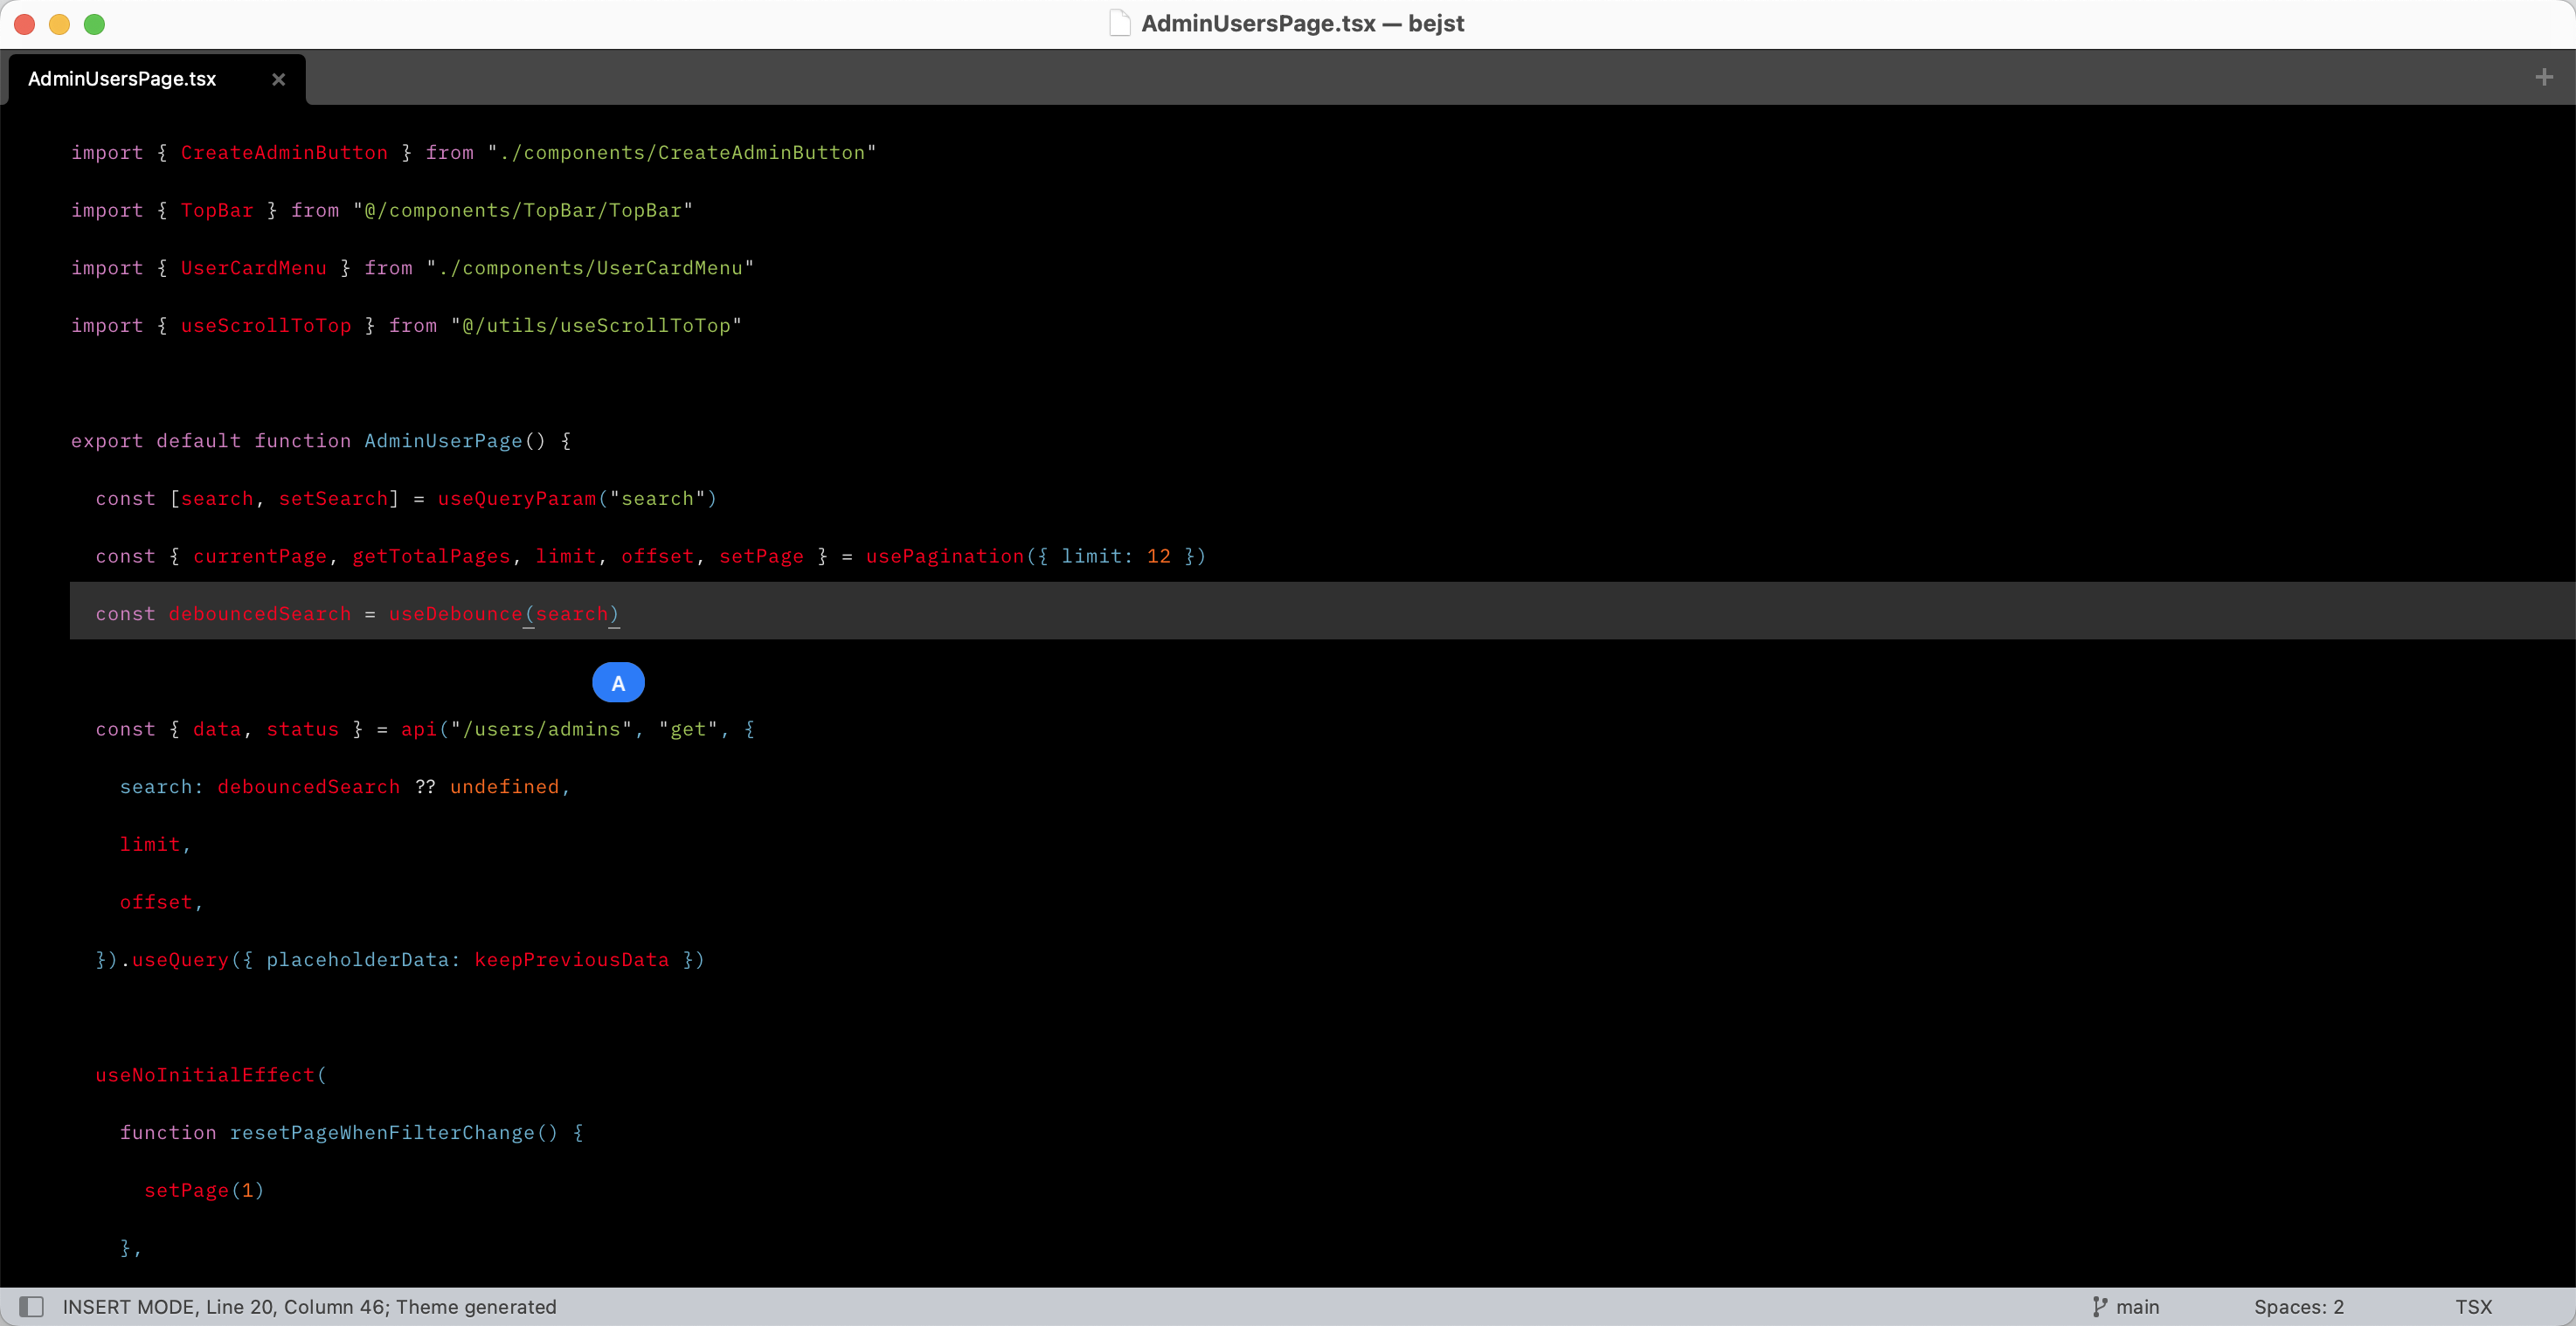 AdminUsersPage.tsx — bejst
AdminUsersPage.tsx
import { CreateAdminButton } from "./components/CreateAdminButton"
import { TopBar } from "@/components/TopBar/TopBar"
import { UserCardMenu } from "./components/UserCardMenu"
import { useScrollToTop } from "@/utils/useScrollToTop"
export default function AdminUserPage() {
const [search, setSearch] = useQueryParam("search")
const { currentPage, getTotalPages, limit, offset, setPage } = usePagination({ limit: 12 })
const debouncedSearch = useDebounce(search)
A
const { data, status } = api("/users/admins", "get", {
search: debouncedSearch ?? undefined,
limit,
offset,
}).useQuery({ placeholderData: keepPreviousData })
useNoInitialEffect(
function resetPageWhenFilterChange() {
setPage(1)
},
INSERT MODE, Line 20, Column 46; Theme generated
main
Spaces: 2
TSX